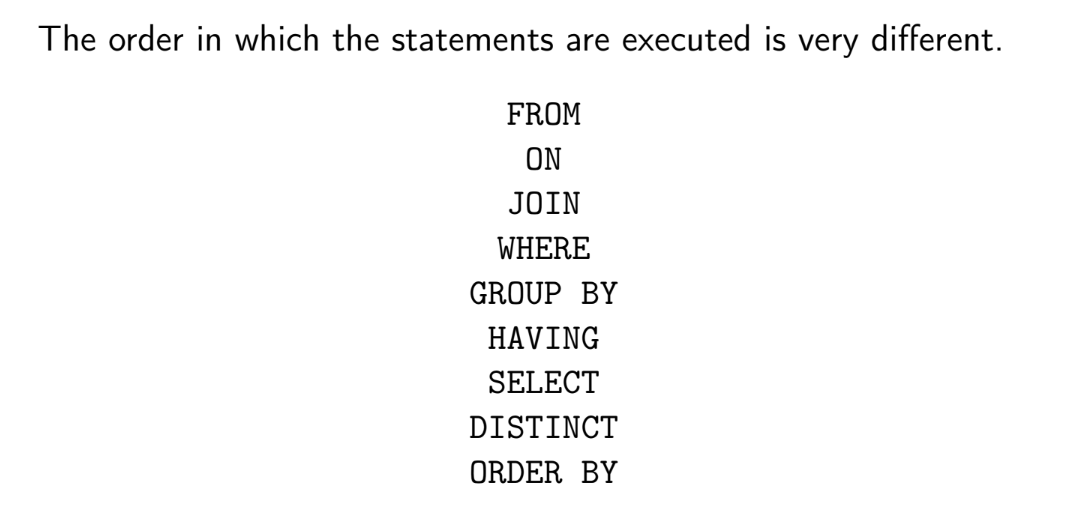 The order in which the statements are executed is very different.
FROM
ON
JOIN
WHERE
GROUP BY
HAVING
SELECT
DISTINCT
ORDER BY